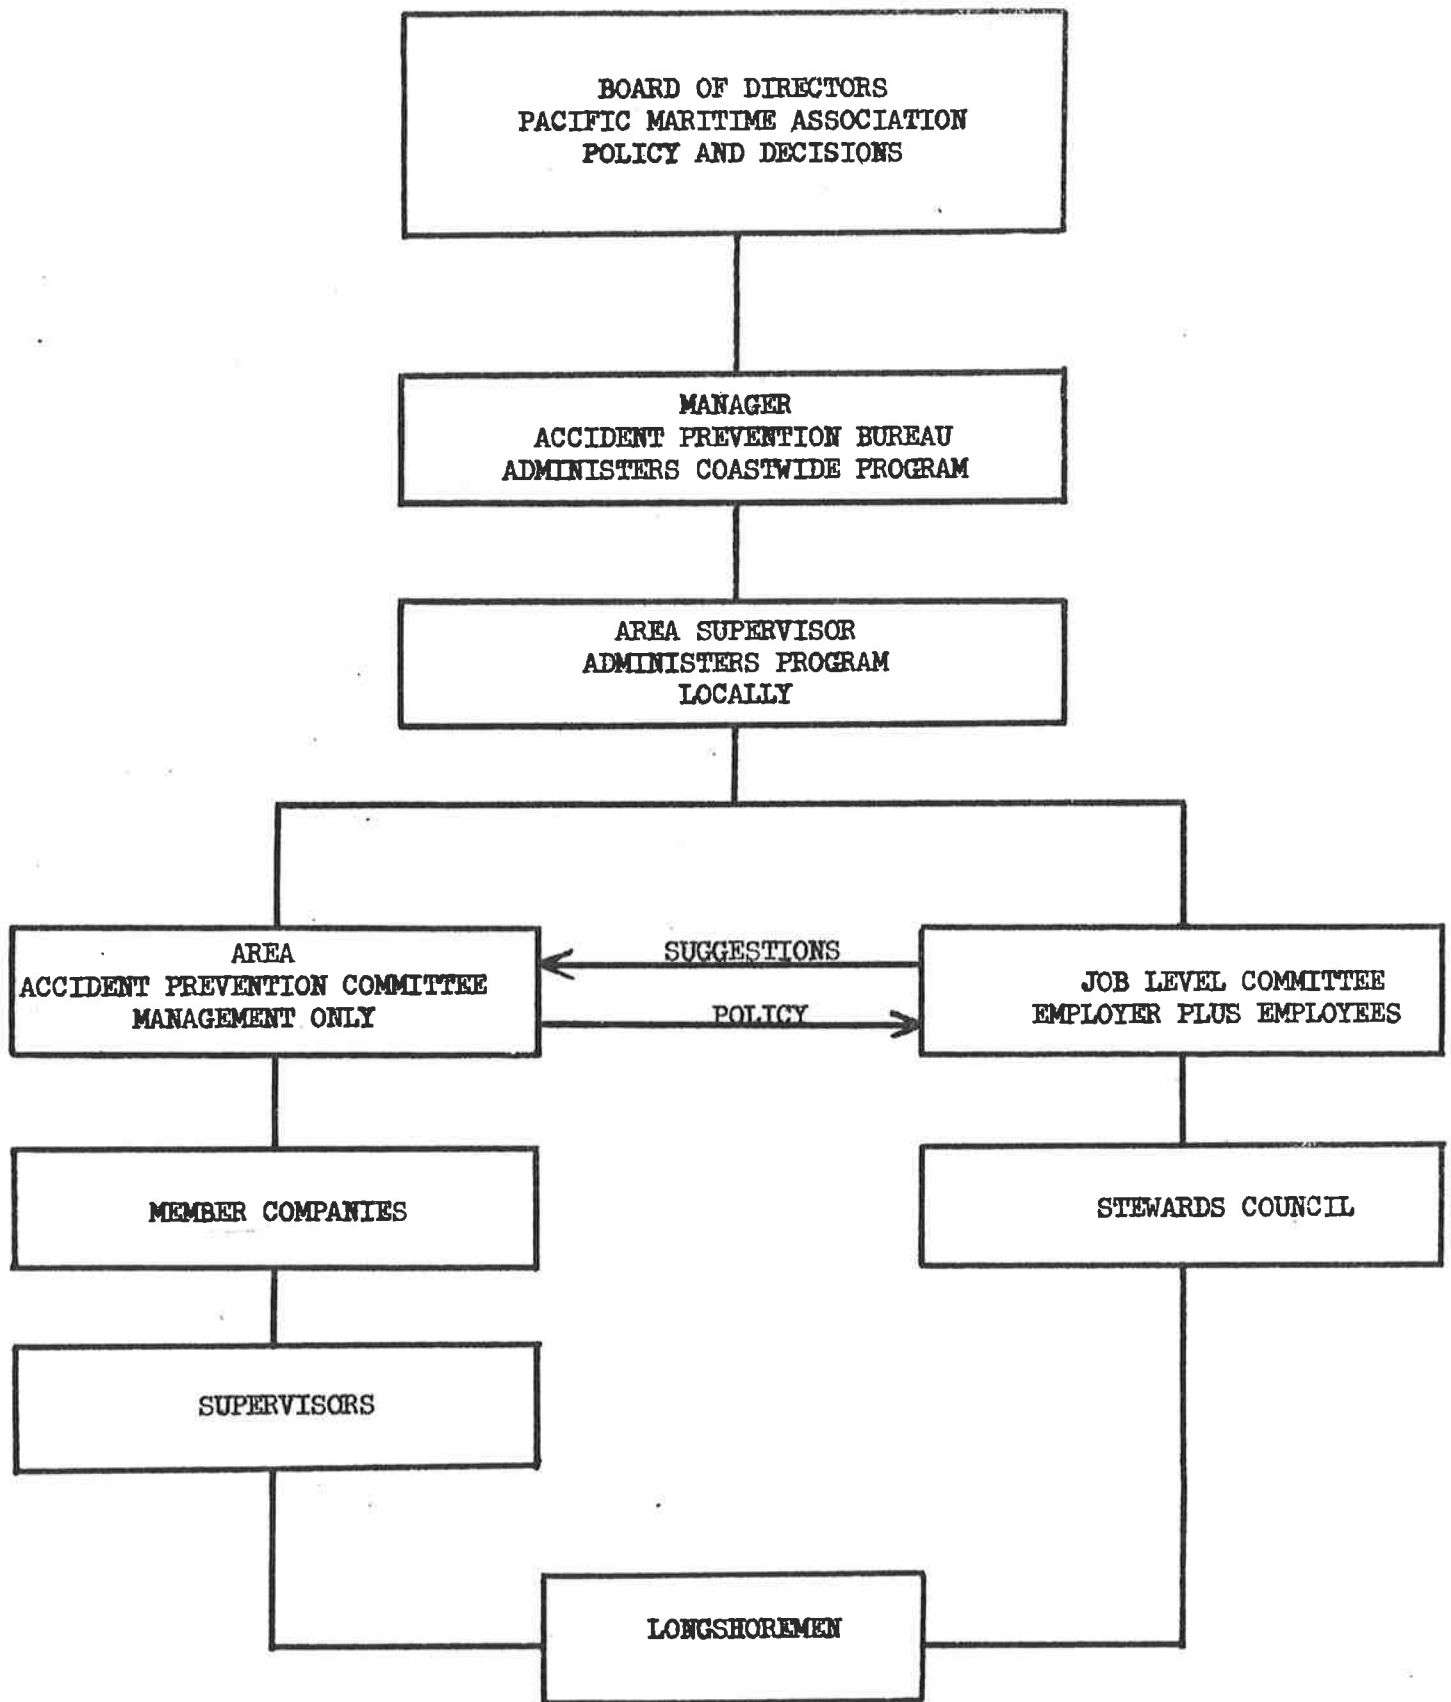 BOARD OF DIRECTORS
PACIFIC MARITIME ASSOCIATION
POLICY AND DECISIONS
MANAGER
ACCIDENT PREVENTION BUREAU
ADMINISTERS COASTWIDE PROGRAM
AREA SUPERVISOR
ADMINISTERS PROGRAM
LOCALLY
AREA
ACCIDENT PREVENTION COMMITTEE
MANAGEMENT ONLY
SUGGESTIONS
POLICY
JOB LEVEL COMMITTEE
EMPLOYER PLUS EMPLOYEES
MEMBER COMPANIES
STEWARDS COUNCIL
SUPERVISORS
LONGSHOREMEN